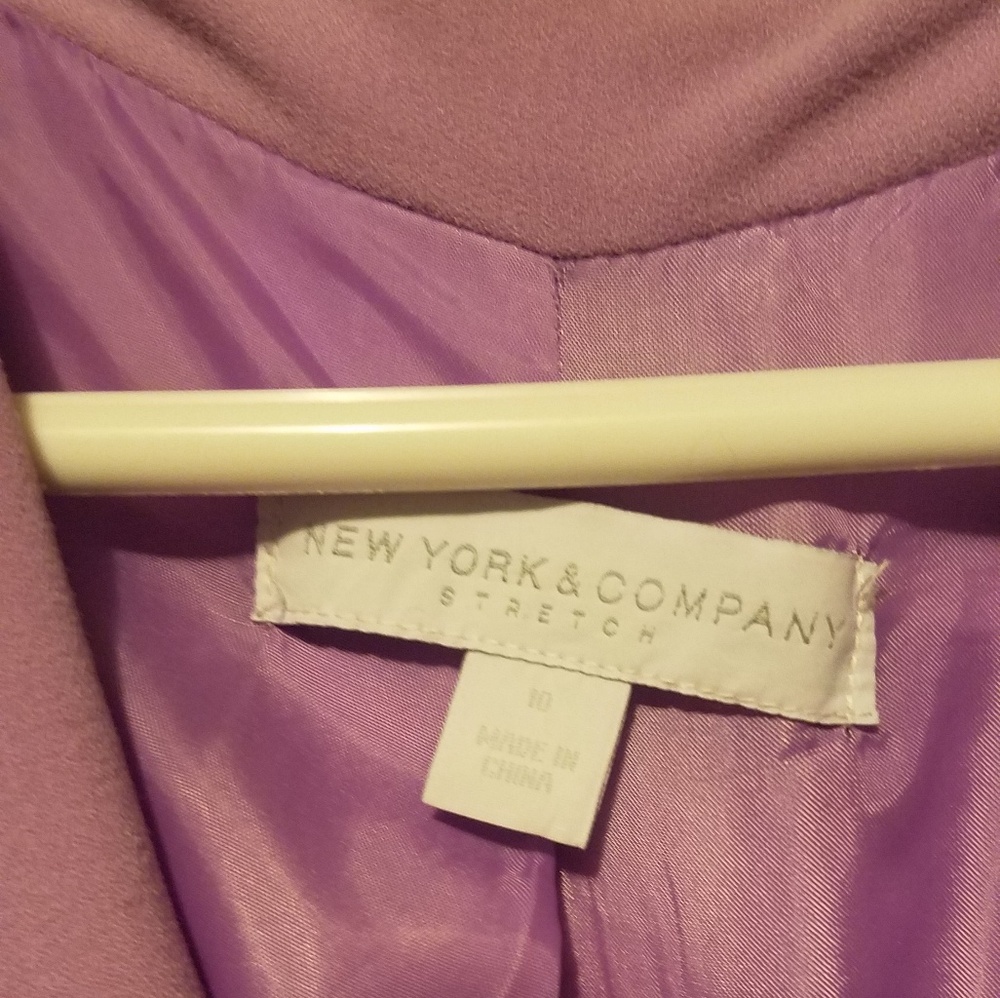 NEW YORK & COMPANY
STRETCH
10
MADE IN
CHINA